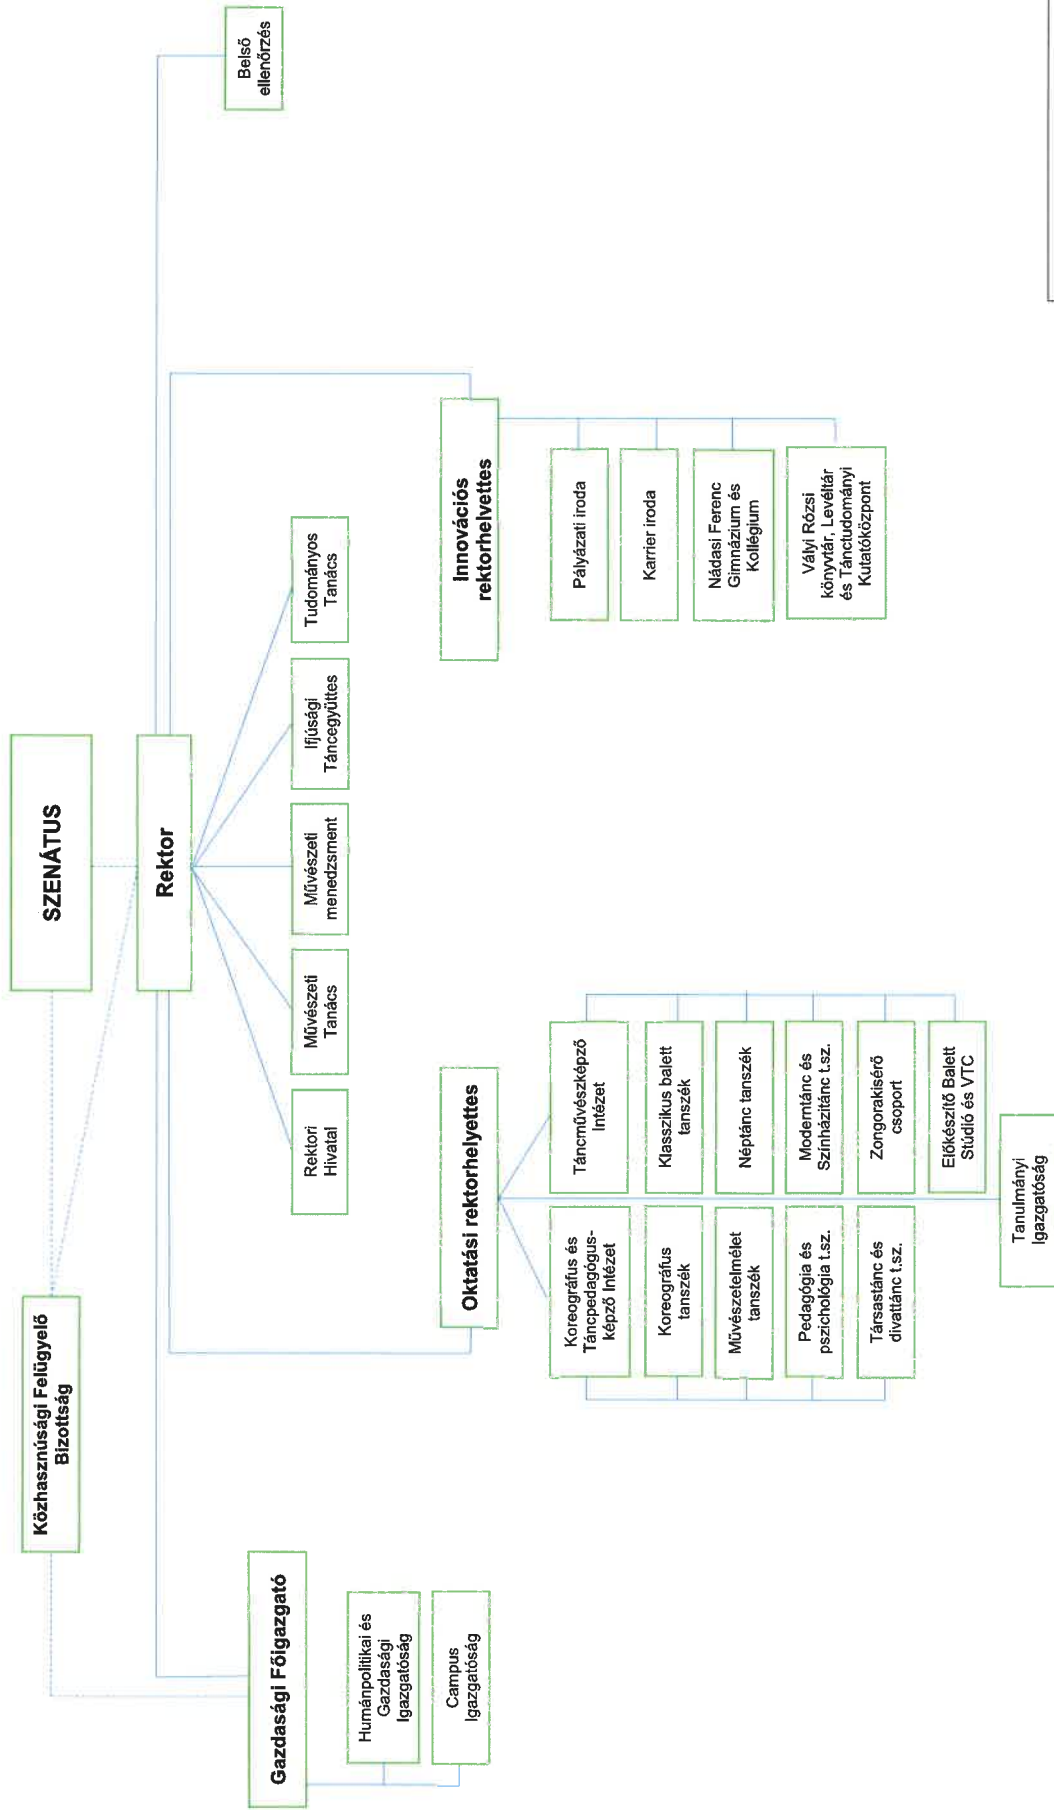 SZENÁTUS
Közhasznúsági Felügyelő
Bizottság
Rektor
Belső
ellenőrzés
Gazdasági Főigazgató
Humánpolitikai és
Gazdasági
Igazgatóság
Campus
Igazgatóság
Rektori
Hivatal
Művészeti
Tanács
Művészeti
menedzsment
Ifjúsági
Táncegyüttes
Tudományos
Tanács
Oktatási rektorhelyettes
Koreográfus és
Táncpedagógus-
képző Intézet
Koreográfus
tanszék
Művészetelmélet
tanszék
Pedagógia és
pszichológia t.sz.
Társastánc és
divattánc t.sz.
Táncművészképző
Intézet
Klasszikus balett
tanszék
Néptánc tanszék
Moderntánc és
Színházitánc t.sz.
Zongorakisérő
csoport
Előkészítő Balett
Stúdió és VTC
Tanulmányi
Igazgatóság
Innovációs
rektorhelyettes
Pályázati iroda
Karrier iroda
Nádasi Ferenc
Gimnázium és
Kollégium
Vályi Rózsi
könyvtár, Levéltár
és Tánctudományi
Kutatóközpont